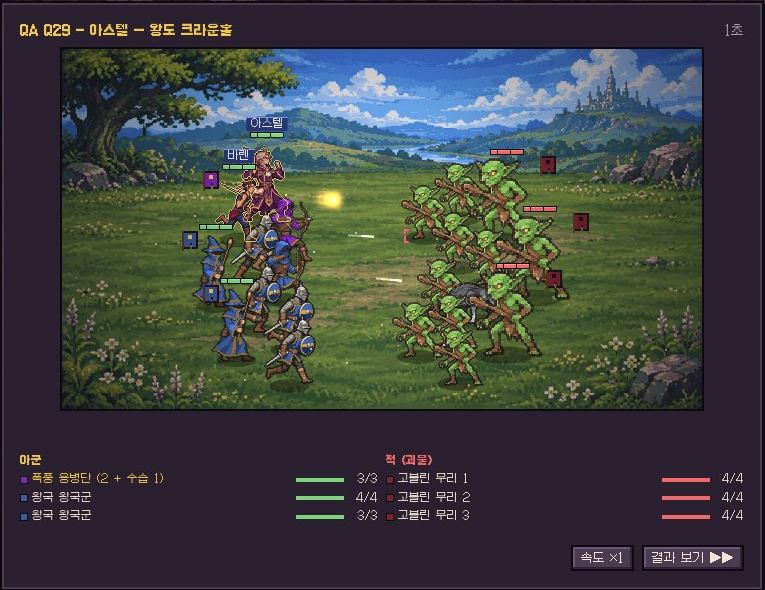 QA Q29 - 아스텔 - 왕도 크라운홀
1초
아스텔
바렌
아군
폭풍 용병단 (2 + 수습 1) 3/3
왕국 왕국군 4/4
왕국 왕국군 3/3
적 (괴물)
고블린 무리 1 4/4
고블린 무리 2 4/4
고블린 무리 3 4/4
속도 ×1
결과 보기 ▶▶